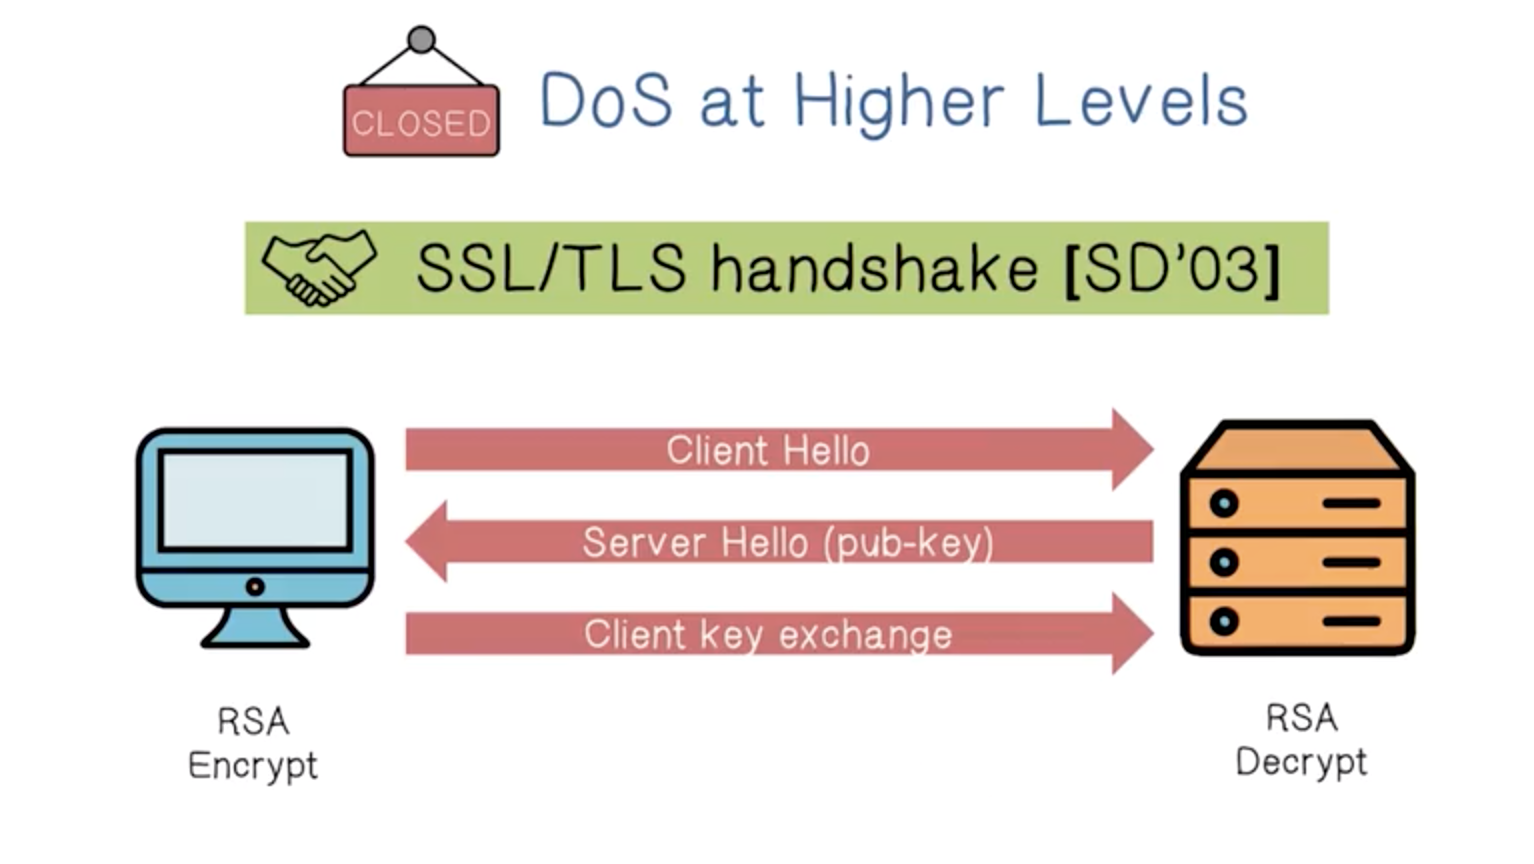 CLOSED
DoS at Higher Levels
SSL/TLS handshake [SD'03]
Client Hello
Server Hello (pub-key)
Client key exchange
RSA
Encrypt
RSA
Decrypt